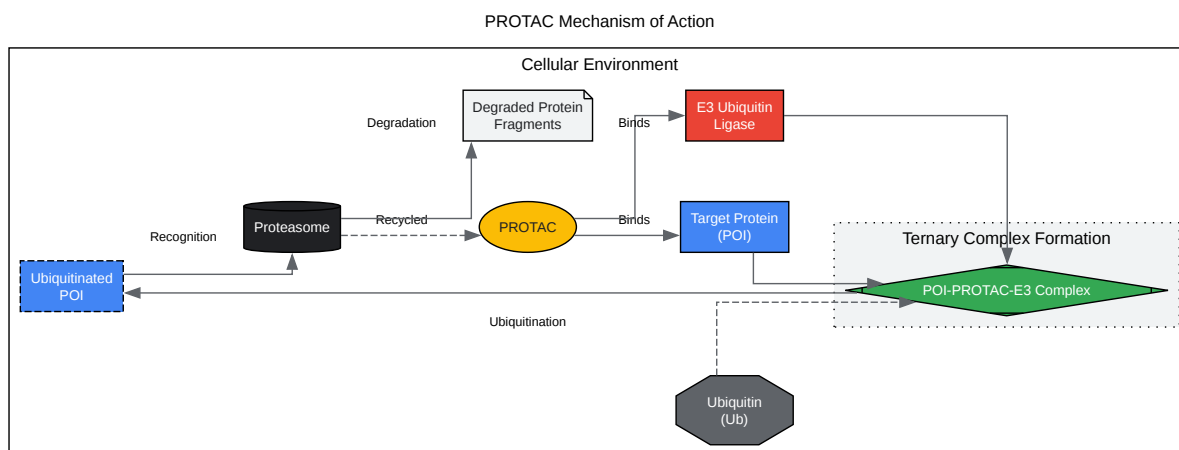 PROTAC Mechanism of Action
Cellular Environment
Degraded Protein
Fragments
Degradation
Binds
E3 Ubiquitin
Ligase
Proteasome
Recycled
PROTAC
Binds
Target Protein
(POI)
Recognition
Ternary Complex Formation
Ubiquitinated
POI
POI-PROTAC-E3 Complex
Ubiquitination
Ubiquitin
(Ub)